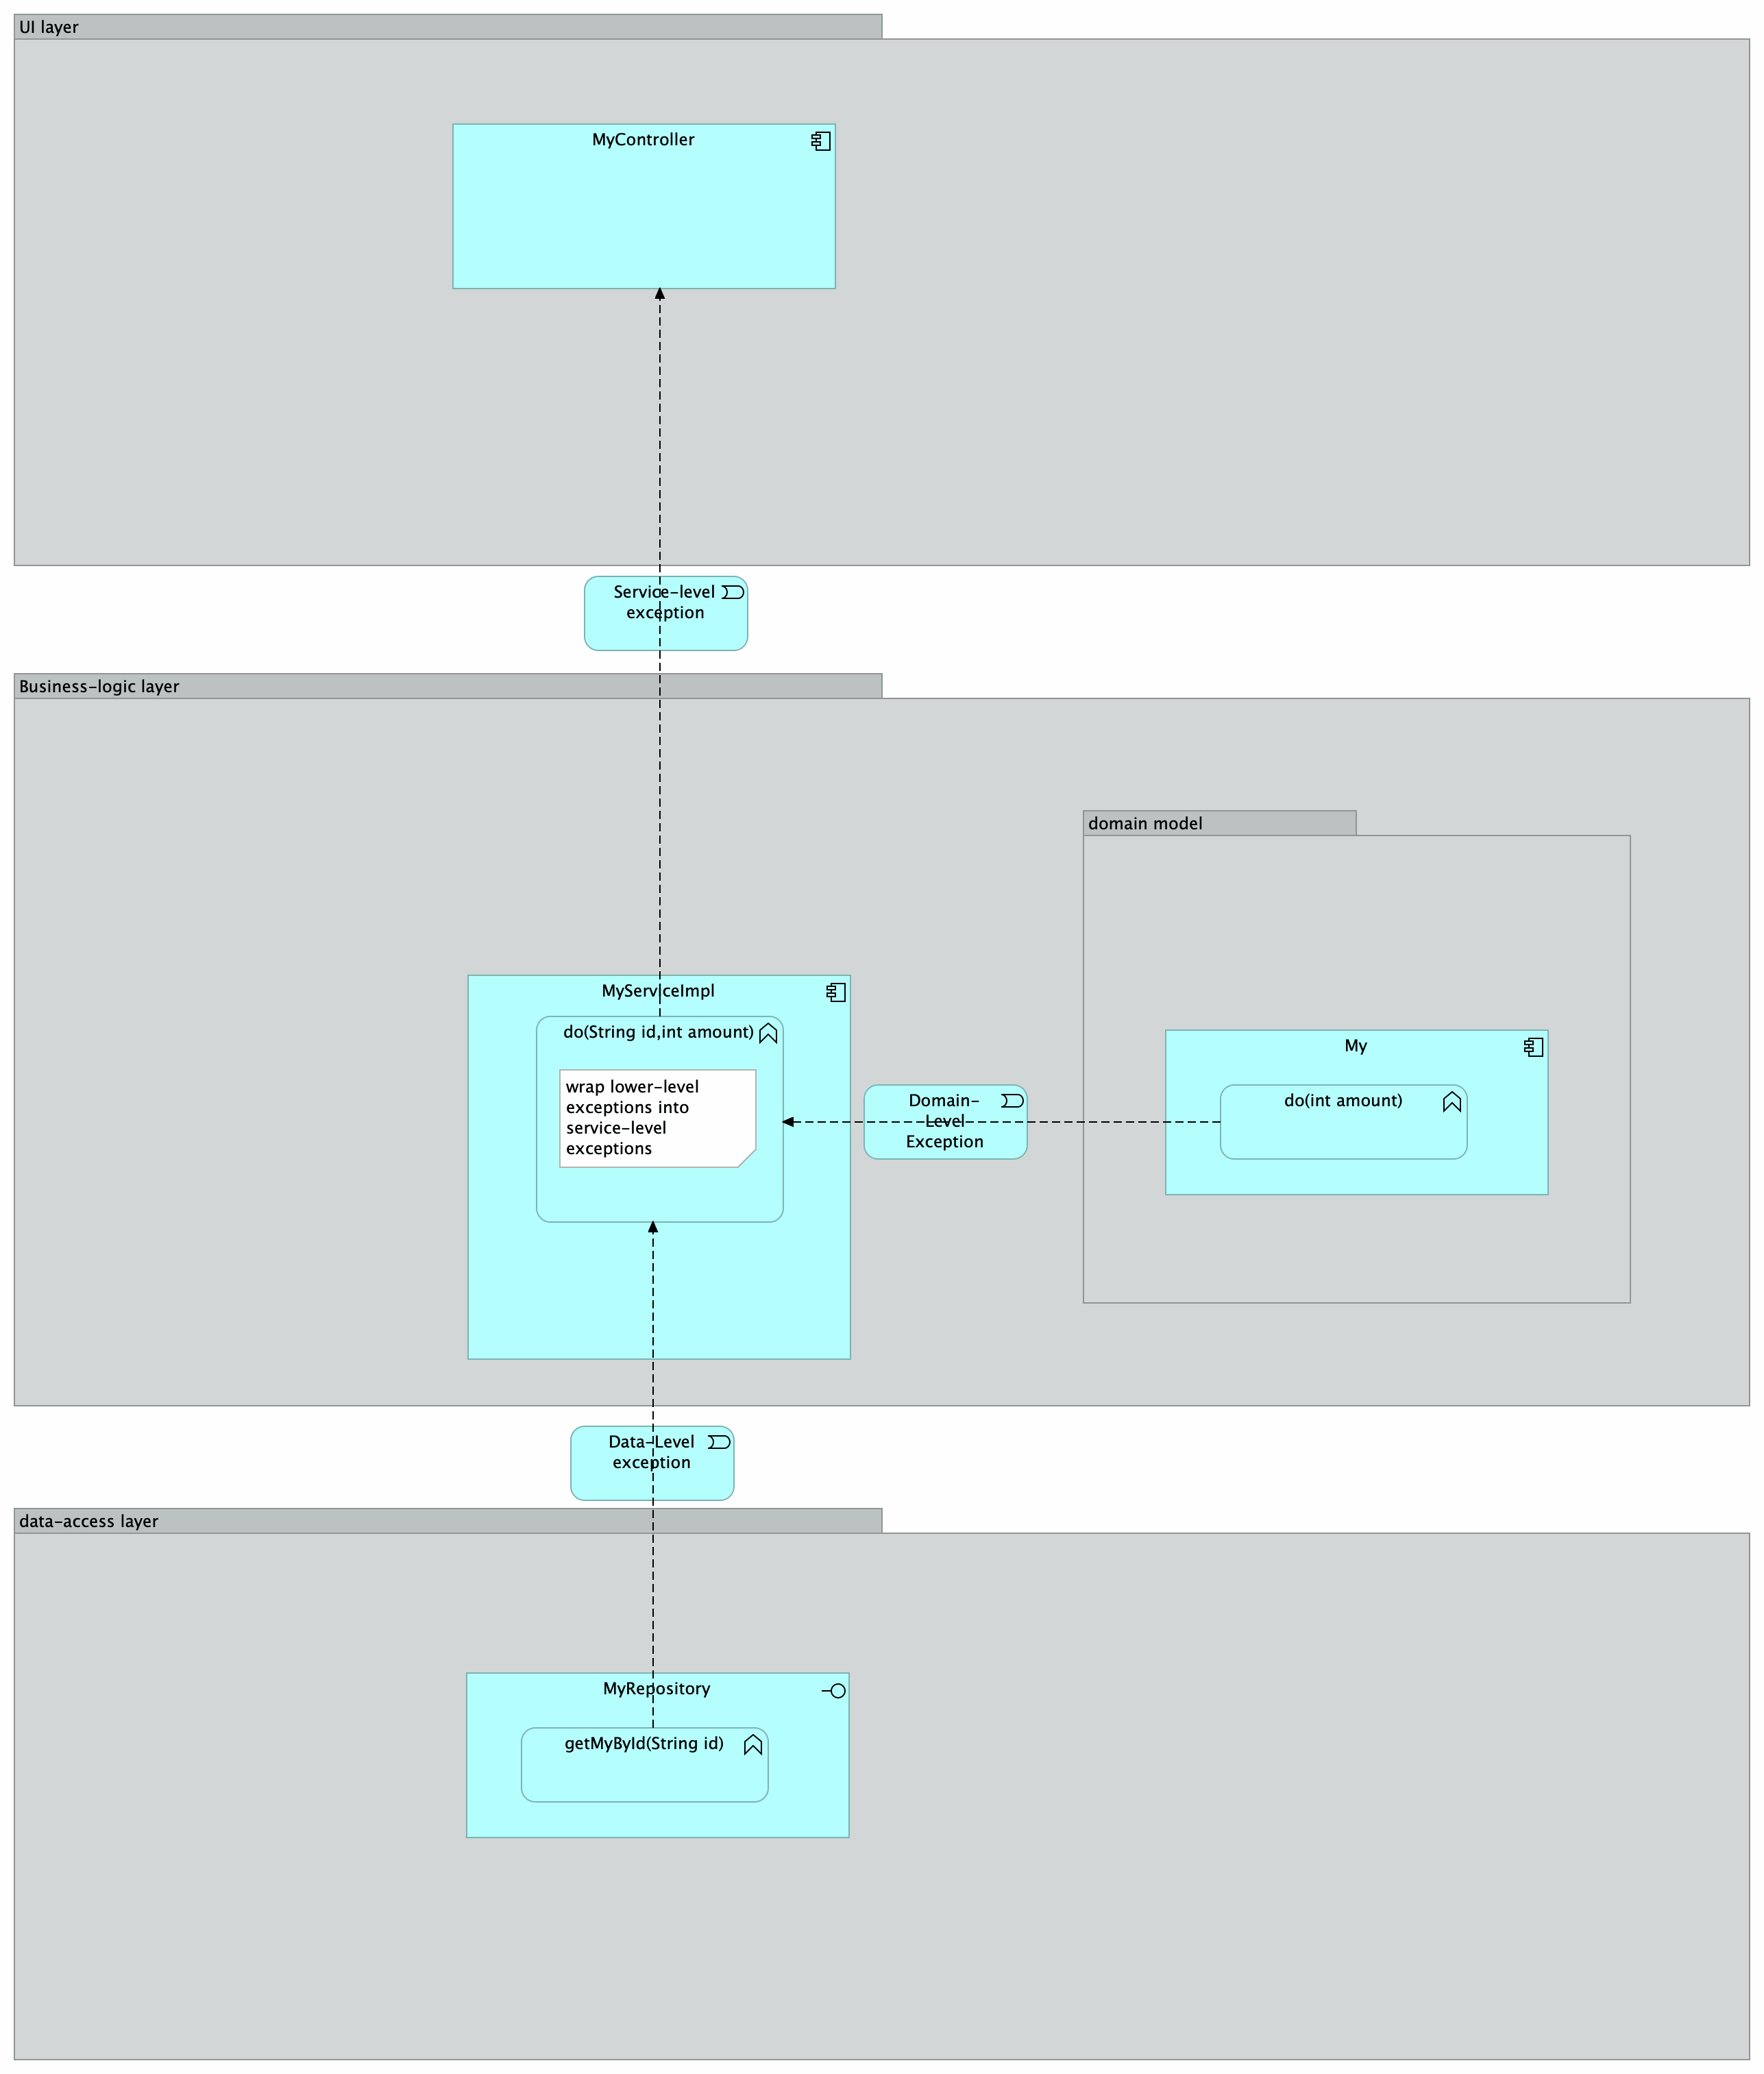 UI layer
MyController
Service-level
exception
Business-logic layer
domain model
MyServiceImpl
do(String id,int amount)
wrap lower-level
exceptions into
service-level
exceptions
Domain-
Level
Exception
My
do(int amount)
Data-Level
exception
data-access layer
MyRepository
getMyById(String id)